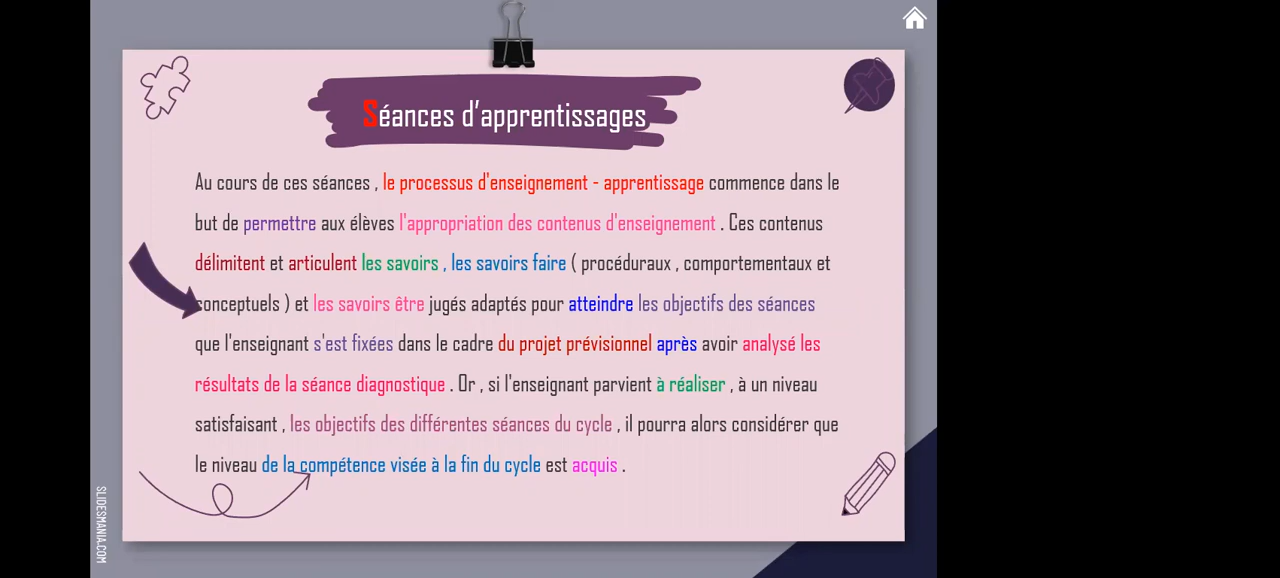 Séances d'apprentissages
Au cours de ces séances , le processus d'enseignement - apprentissage commence dans le
but de permettre aux élèves l'appropriation des contenus d'enseignement . Ces contenus
délimitent et articulent les savoirs , les savoirs faire ( procéduraux , comportementaux et
conceptuels ) et les savoirs être jugés adaptés pour atteindre les objectifs des séances
que l'enseignant s'est fixées dans le cadre du projet prévisionnel après avoir analysé les
résultats de la séance diagnostique . Or , si l'enseignant parvient à réaliser , à un niveau
satisfaisant , les objectifs des différentes séances du cycle , il pourra alors considérer que
le niveau de la compétence visée à la fin du cycle est acquis .
SLIDESMANIA.COM